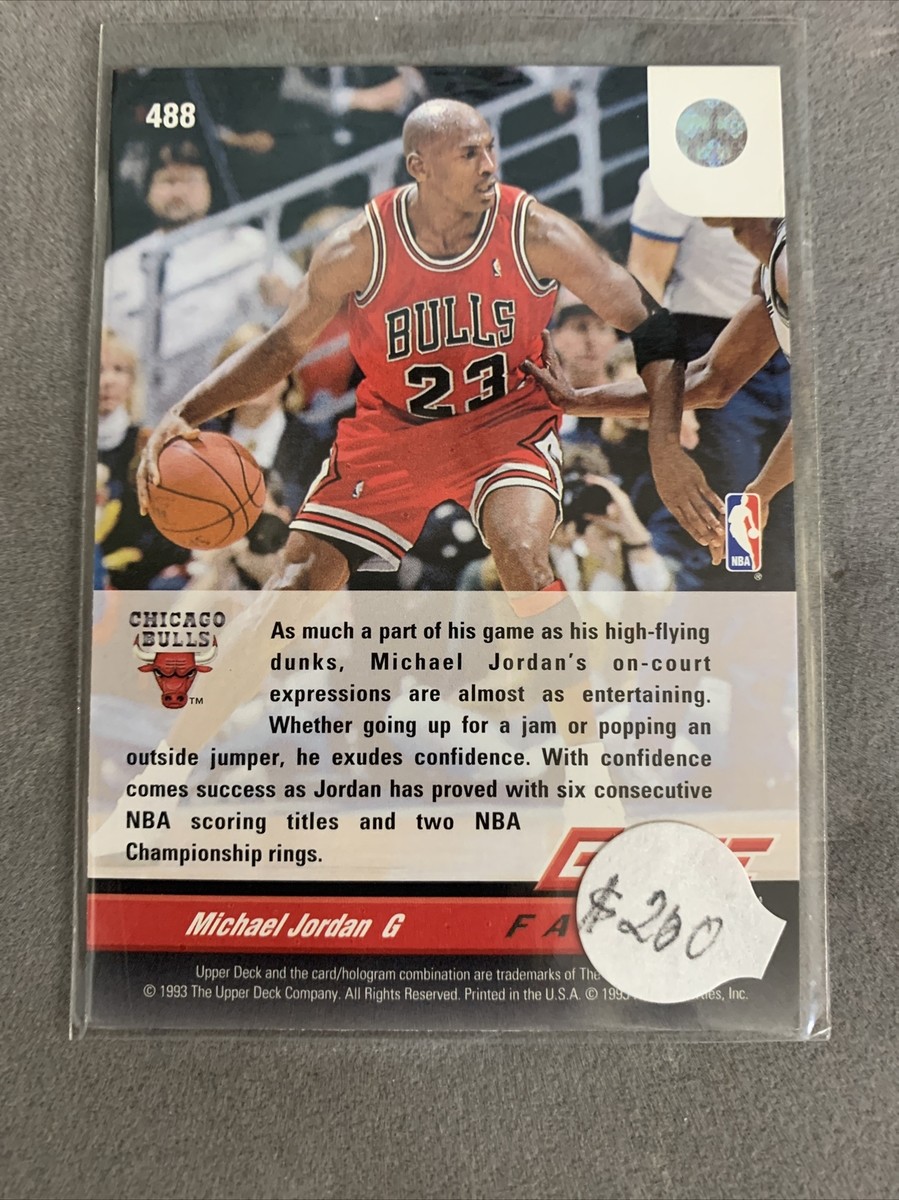 488
BULLS
23
NBA
®
CHICAGO
BULLS
TM
As much a part of his game as his high-flying
dunks, Michael Jordan's on-court
expressions are almost as entertaining.
Whether going up for a jam or popping an
outside jumper, he exudes confidence. With confidence
comes success as Jordan has proved with six consecutive
NBA scoring titles and two NBA
Championship rings.
$200
Michael Jordan G
F A
Upper Deck and the card/hologram combination are trademarks of The
© 1993 The Upper Deck Company. All Rights Reserved. Printed in the U.S.A. © 1993 Inc.